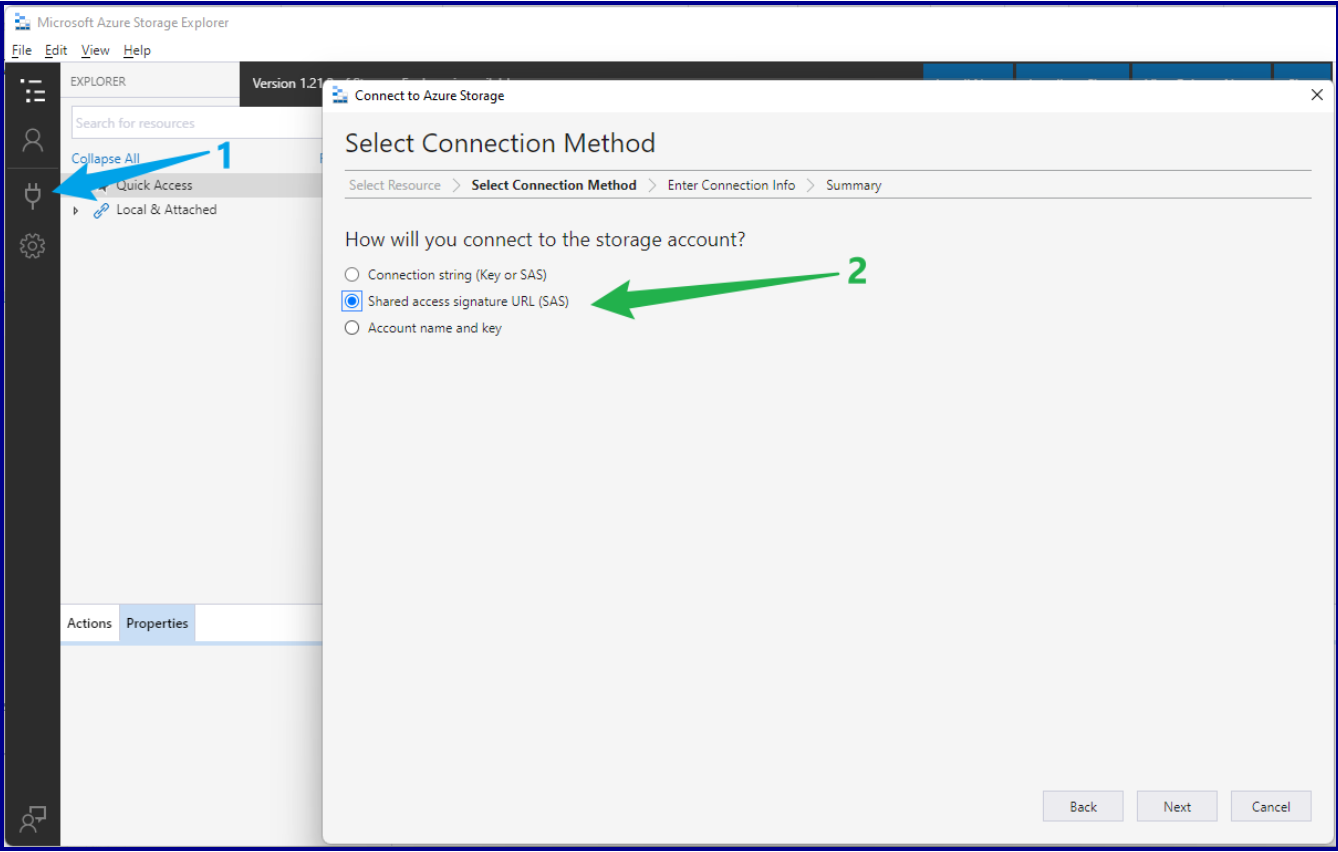 Microsoft Azure Storage Explorer
File Edit View Help
EXPLORER
Version 1.21
Search for resources
Collapse All
1
Quick Access
Local & Attached
Actions Properties
Connect to Azure Storage
Select Connection Method
Select Resource > Select Connection Method > Enter Connection Info > Summary
How will you connect to the storage account?
Connection string (Key or SAS)
2
Shared access signature URL (SAS)
Account name and key
Back Next Cancel